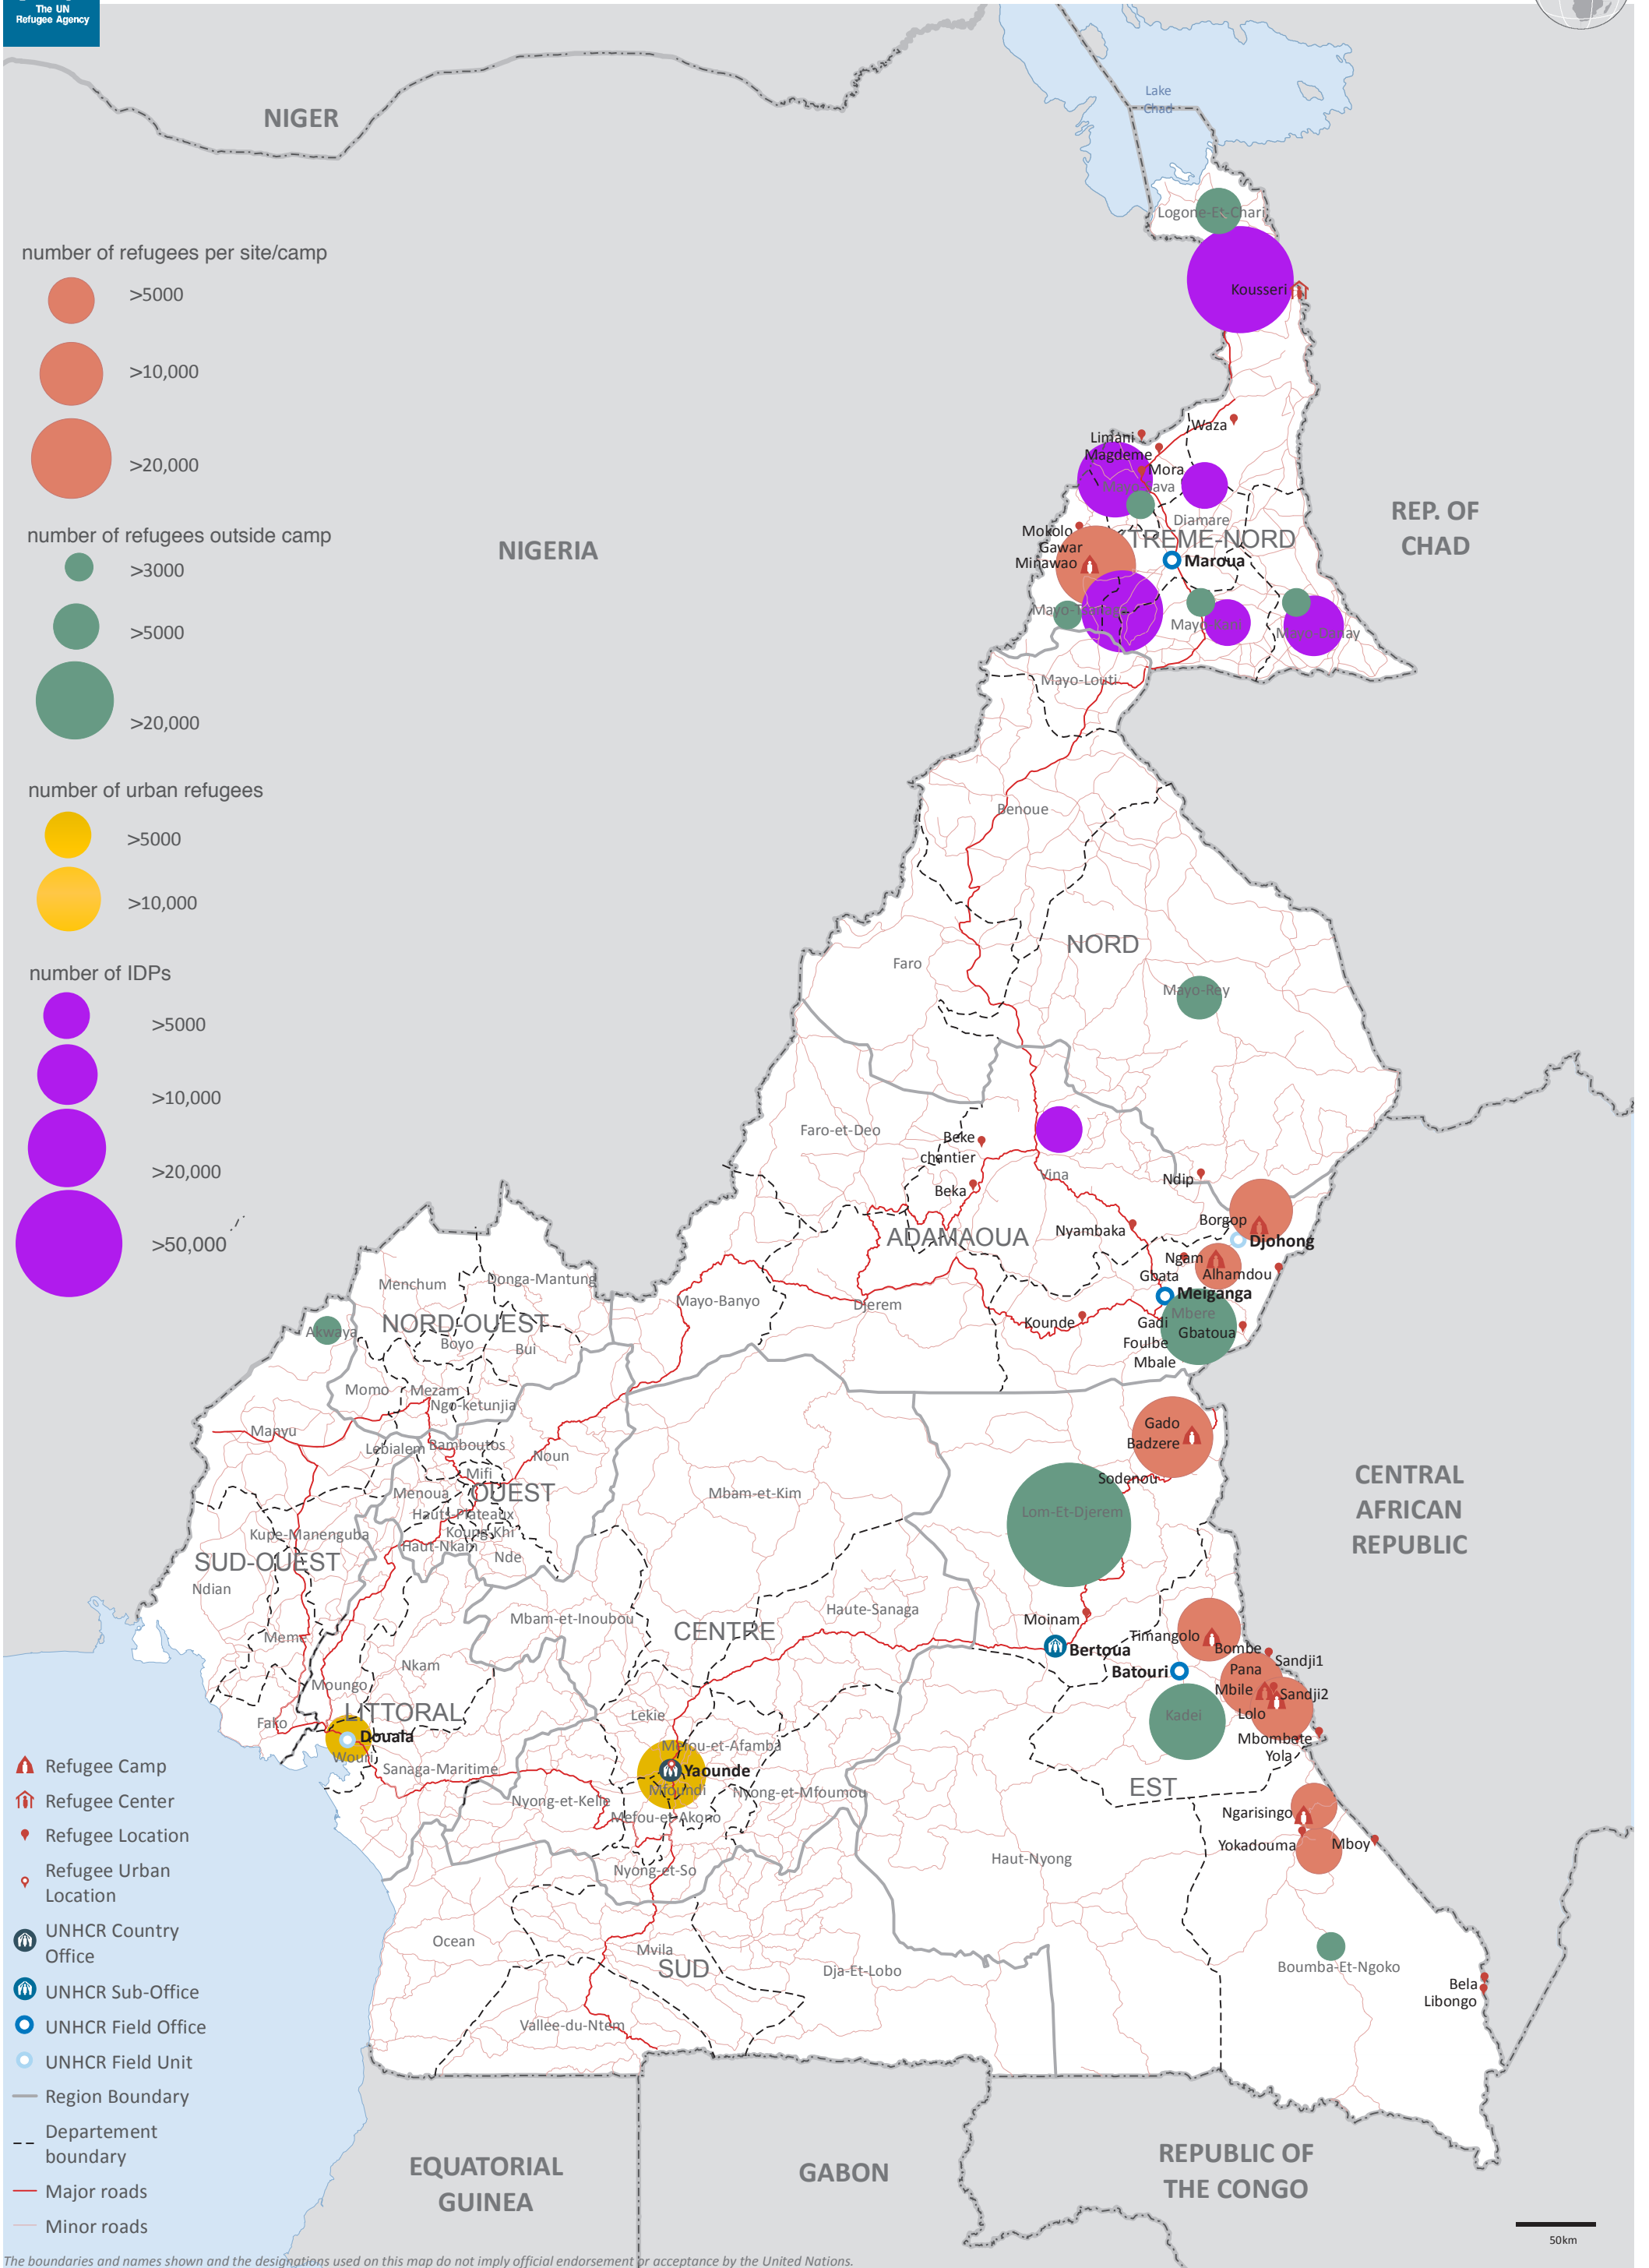 The UN
Refugee Agency
NIGER
Lake
Chad
Logone-Et-Chari
number of refugees per site/camp
>5000
>10,000
>20,000
number of refugees outside camp
>3000
>5000
>20,000
number of urban refugees
>5000
>10,000
number of IDPs
>5000
>10,000
>20,000
>50,000
Kousseri
Waza
Limani
Magdeme
Mora
Mayo-Sava
Diamare
REP. OF
CHAD
NIGERIA
Mokolo
Gawar
Minawao
TREME-NORD
Maroua
Mayo-Tsanaga
Mayo-Kani
Mayo-Danay
Mayo-Louti
Benoue
NORD
Faro
Mayo-Rey
Faro-et-Deo
Beke
chantier
Vina
Ndip
Beka
Borgop
Nyambaka
ADAMAOUA
Djohong
Ngam
Gbata
Alhamdou
Meiganga
Mbere
Menchum
Donga-Mantung
Mayo-Banyo
Djerem
Kounde
Gadi
Gbatoua
Foulbe
Mbale
NORD-OUEST
Akwaya
Boyo
Bui
Momo
Mezam
Ngo-ketunjia
Manyu
Lebialem
Bamboutos
Noun
Mifi
Menoua
OUEST
Hauts-Plateaux
Koung-Khi
Haut-Nkam
Nde
Kupe-Manenguba
SUD-OUEST
Ndian
Meme
Gado
Badzere
Sodenou
Mbam-et-Kim
Lom-Et-Djerem
CENTRAL
AFRICAN
REPUBLIC
Mbam-et-Inoubou
Haute-Sanaga
CENTRE
Moinam
Timangolo
Bombe
Bertoua
Batouri
Sandji1
Pana
Mbile
Sandji2
Lolo
Kadei
Mbombete
Yola
Nkam
Moungo
LITTORAL
Fako
Douala
Wouri
Lekie
Mefou-et-Afamba
Yaounde
Mfoundi
Sanaga-Maritime
Nyong-et-Kelle
Nyong-et-Mfoumou
Mefou-et-Akono
EST
Ngarisingo
Yokadouma
Mboy
Nyong-et-So
Haut-Nyong
Ocean
Mvila
SUD
Dja-Et-Lobo
Boumba-Et-Ngoko
Bela
Libongo
Vallee-du-Ntem
Refugee Camp
Refugee Center
Refugee Location
Refugee Urban
Location
UNHCR Country
Office
UNHCR Sub-Office
UNHCR Field Office
UNHCR Field Unit
Region Boundary
Departement
boundary
Major roads
Minor roads
EQUATORIAL
GUINEA
GABON
REPUBLIC OF
THE CONGO
50km
The boundaries and names shown and the designations used on this map do not imply official endorsement or acceptance by the United Nations.